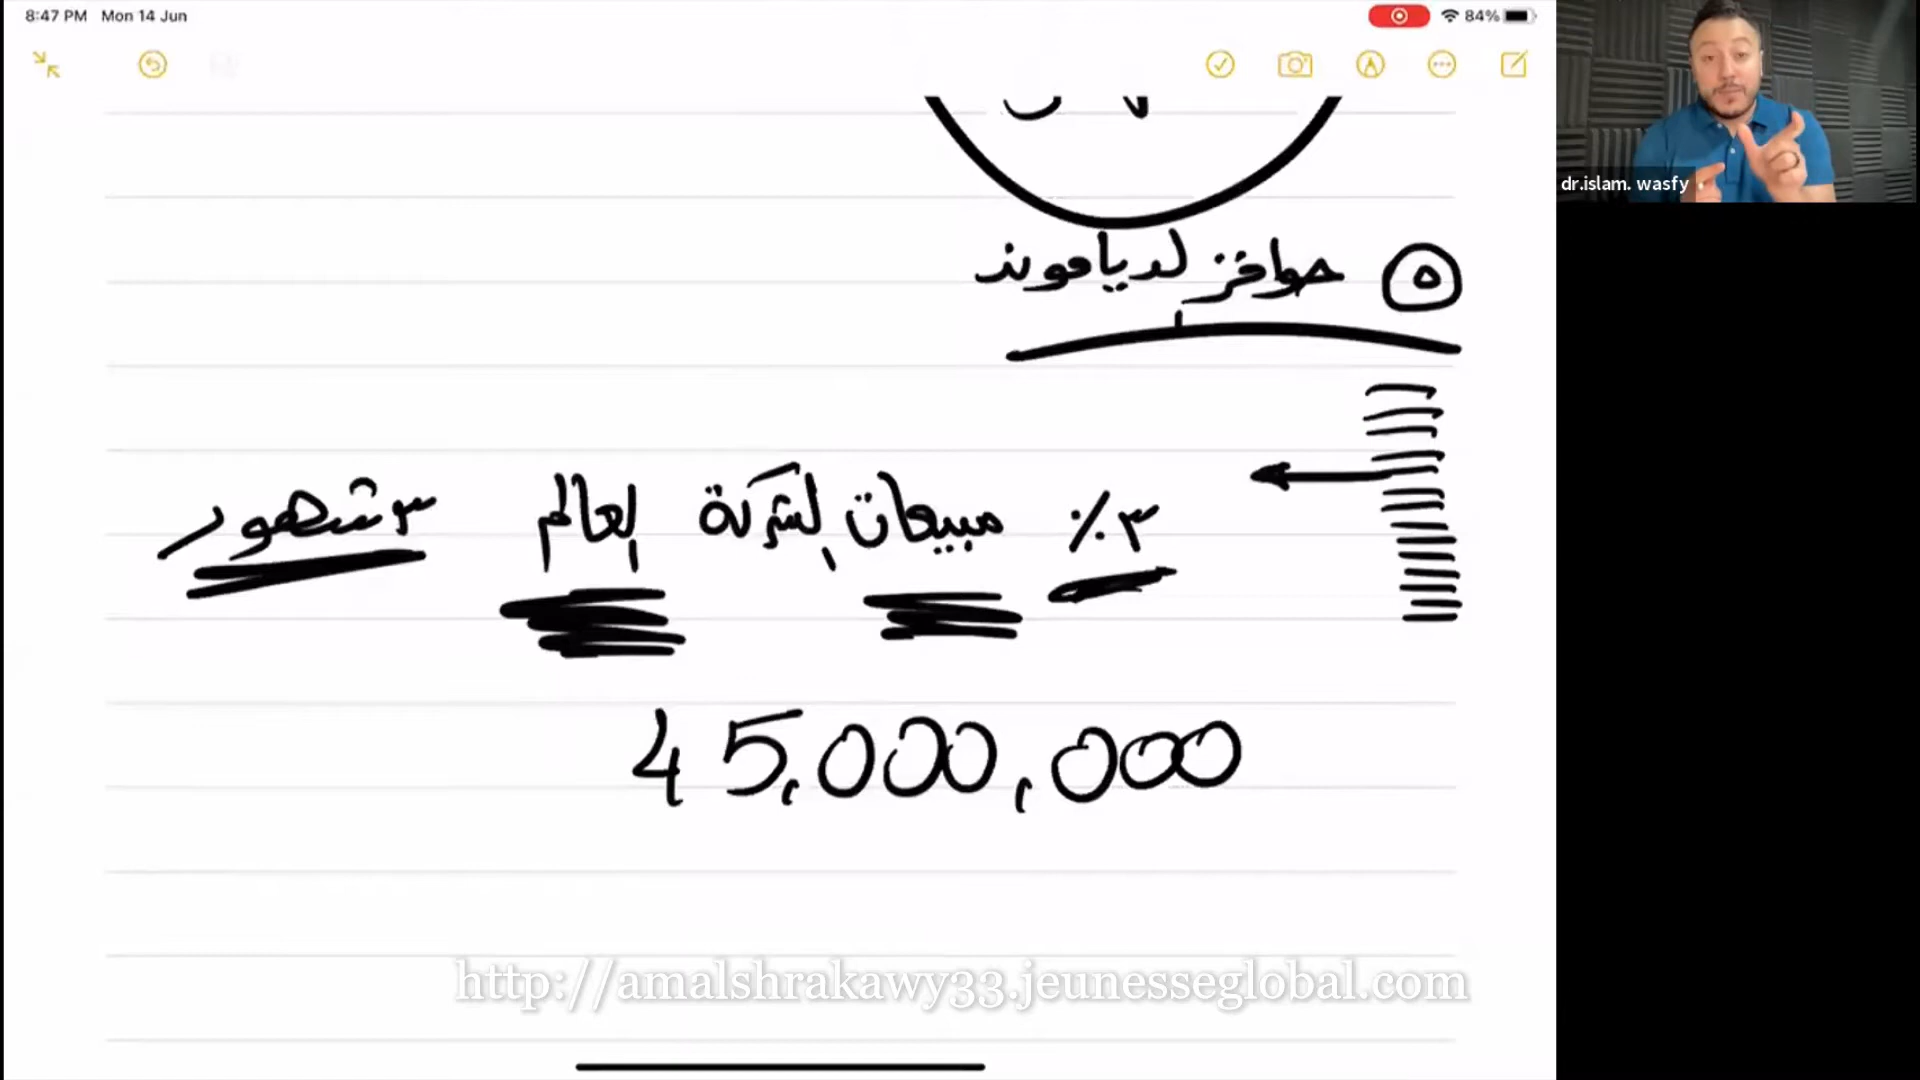 8:47 PM Mon 14 Jun
84%
dr.islam. wasfy
٥ حوافز لدياموند
٣٪ مبيعات الشركة العالم ٣ شهور
45,000,000
http://amalshrakawy33.jeunesseglobal.com